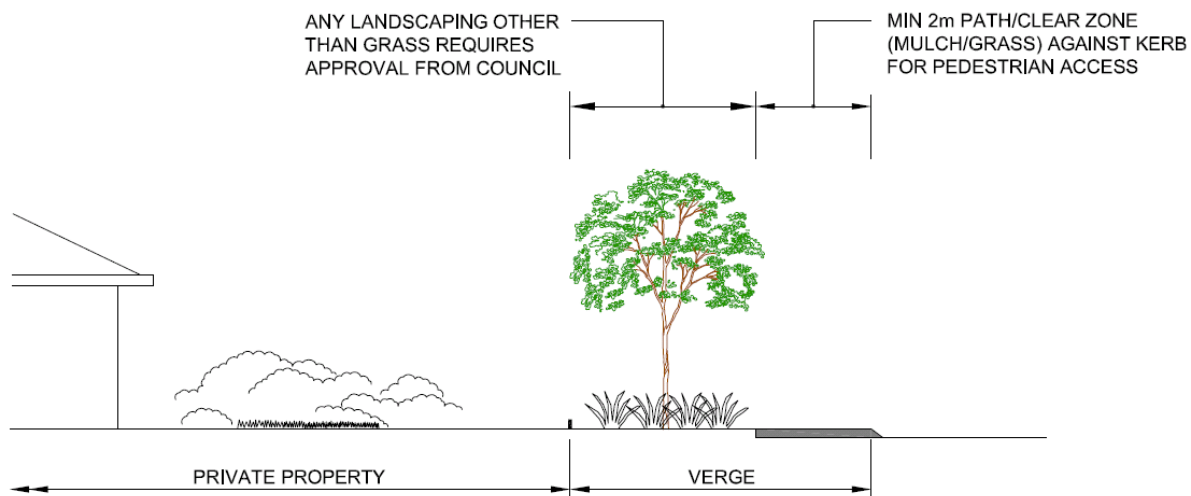 ANY LANDSCAPING OTHER
THAN GRASS REQUIRES
APPROVAL FROM COUNCIL
MIN 2m PATH/CLEAR ZONE
(MULCH/GRASS) AGAINST KERB
FOR PEDESTRIAN ACCESS
PRIVATE PROPERTY
VERGE